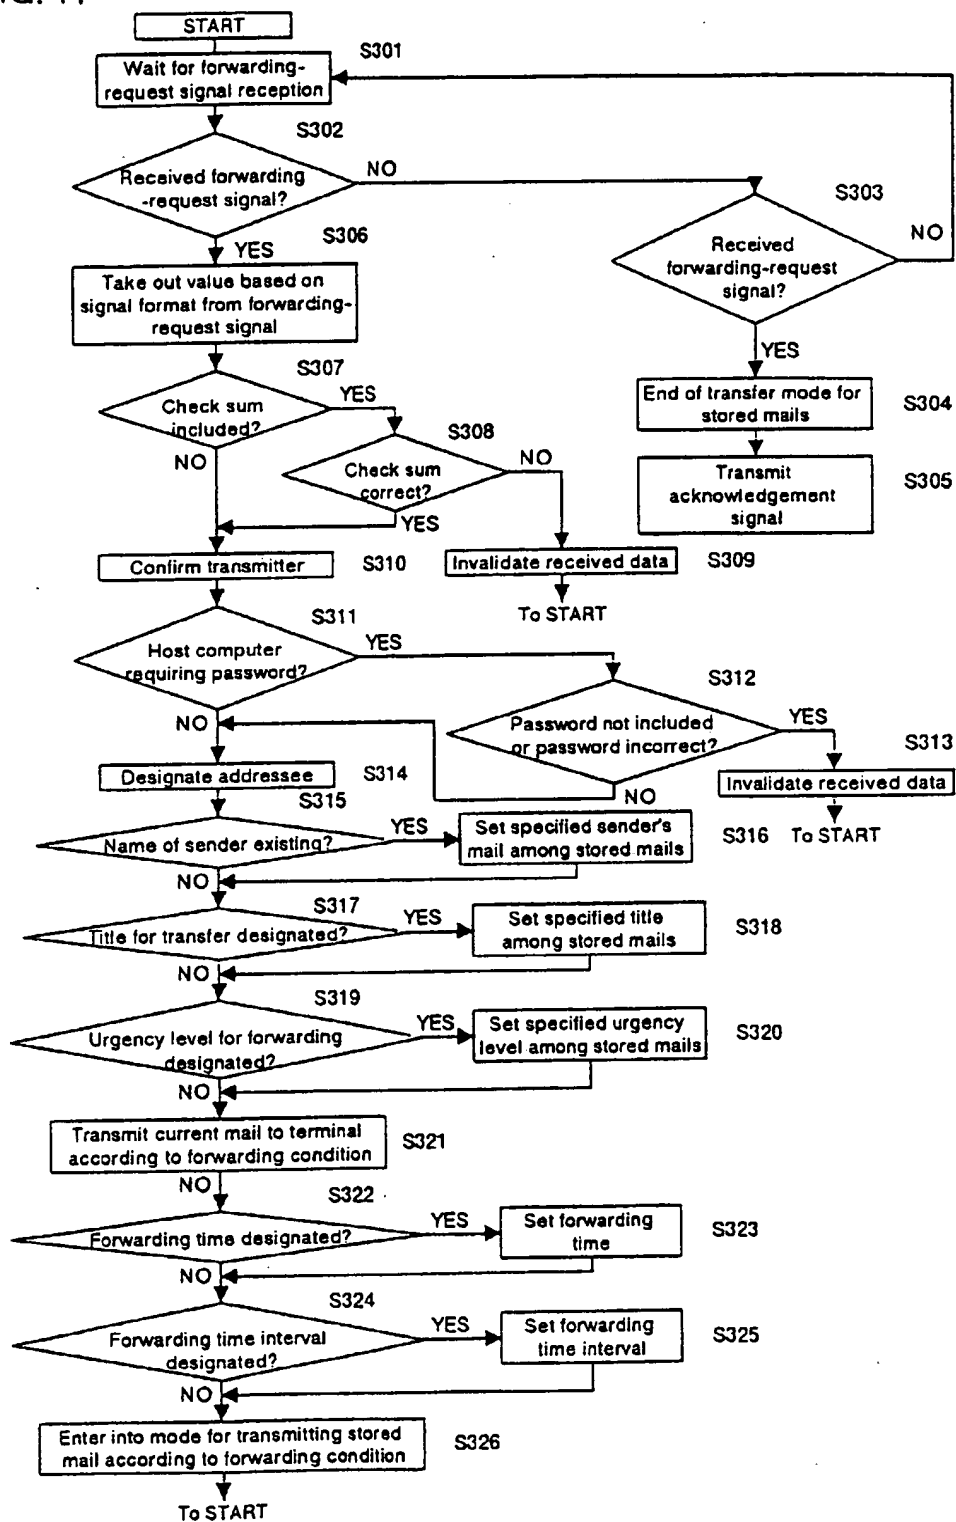 START
S301
Wait for forwarding-
request signal reception
S302
Received forwarding
-request signal?
NO
S303
Received
forwarding-request
signal?
NO
YES
S306
Take out value based on
signal format from forwarding-
request signal
YES
End of transfer mode for
stored mails
S304
S307
Check sum
included?
YES
NO
S308
Check sum
correct?
NO
YES
Transmit
acknowledgement
signal
S305
Confirm transmitter
S310
Invalidate received data
S309
To START
S311
Host computer
requiring password?
YES
NO
S312
Password not included
or password incorrect?
YES
NO
S313
Invalidate received data
To START
Designate addressee
S314
S315
Name of sender existing?
YES
Set specified sender's
mail among stored mails
S316
NO
S317
Title for transfer designated?
YES
Set specified title
among stored mails
S318
NO
S319
Urgency level for forwarding
designated?
YES
Set specified urgency
level among stored mails
S320
NO
Transmit current mail to terminal
according to forwarding condition
S321
NO
S322
Forwarding time designated?
YES
Set forwarding
time
S323
NO
S324
Forwarding time interval
designated?
YES
Set forwarding
time interval
S325
NO
Enter into mode for transmitting stored
mail according to forwarding condition
S326
To START